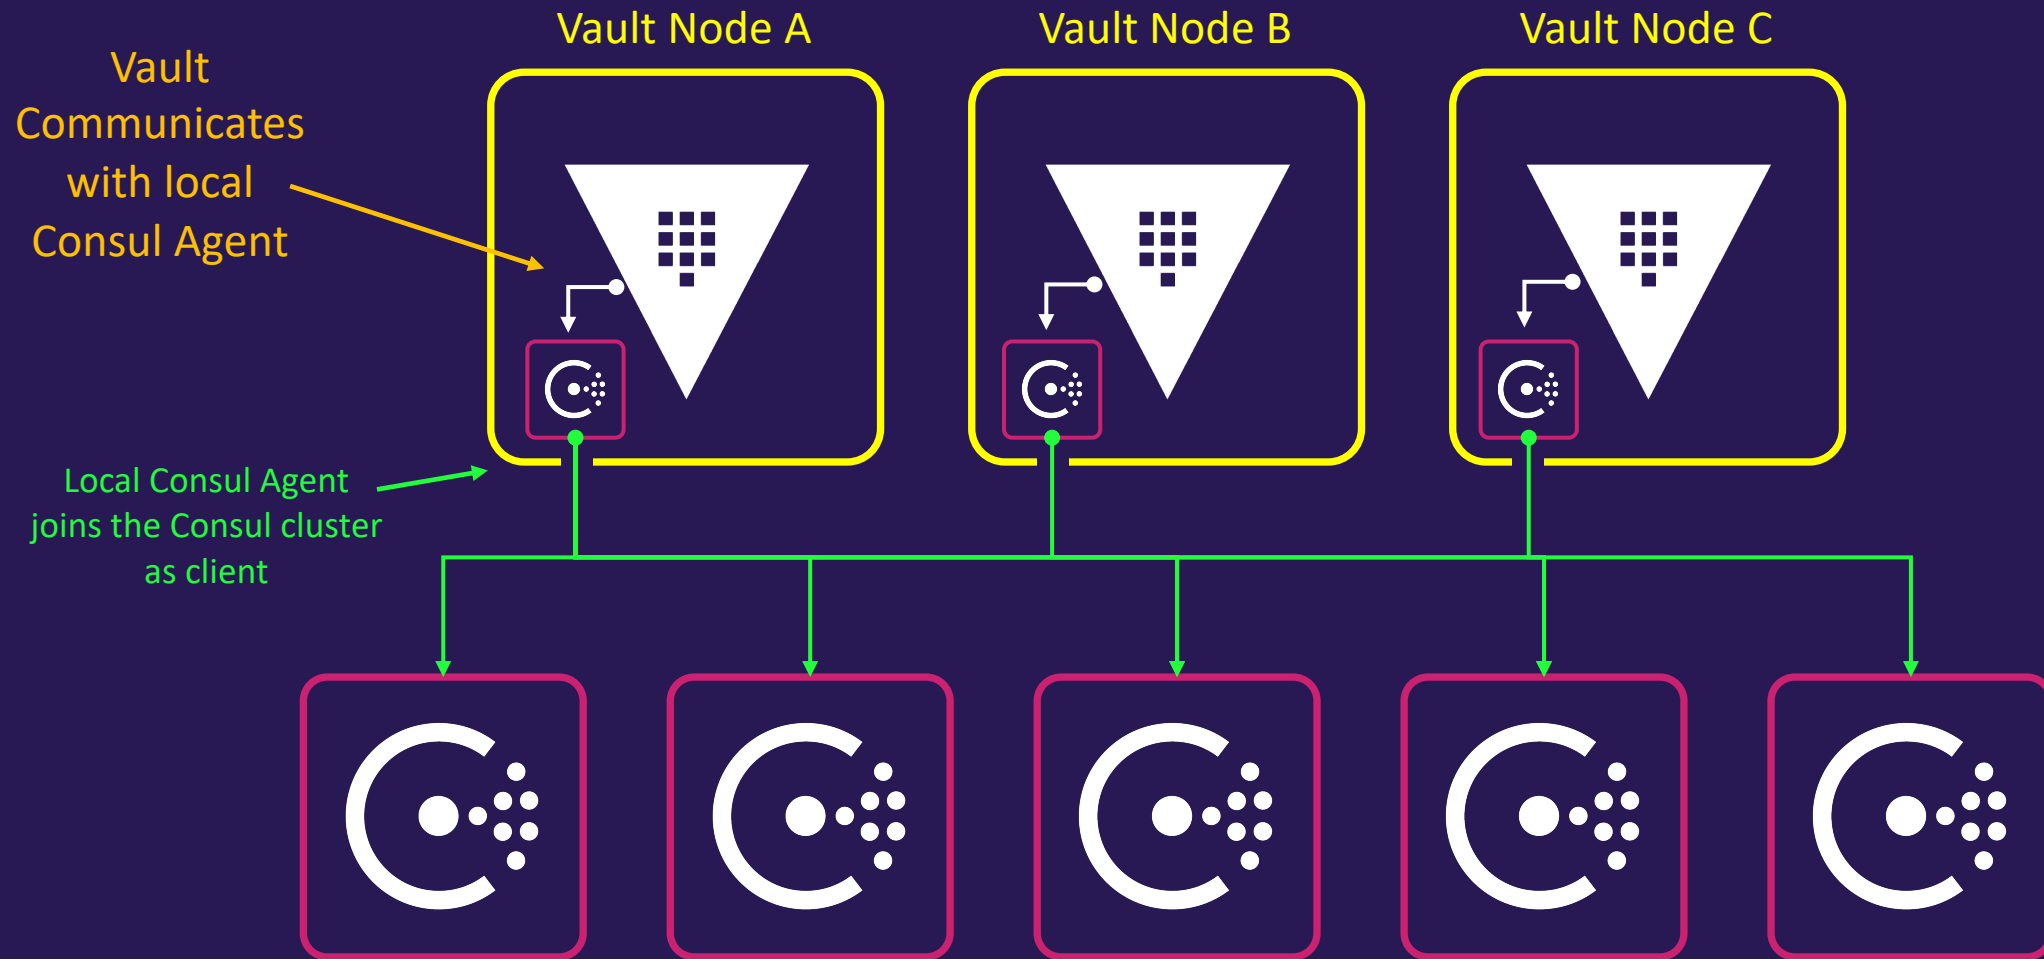 Vault Node A
Vault Node B
Vault Node C
Vault
Communicates
with local
Consul Agent
Local Consul Agent
joins the Consul cluster
as client